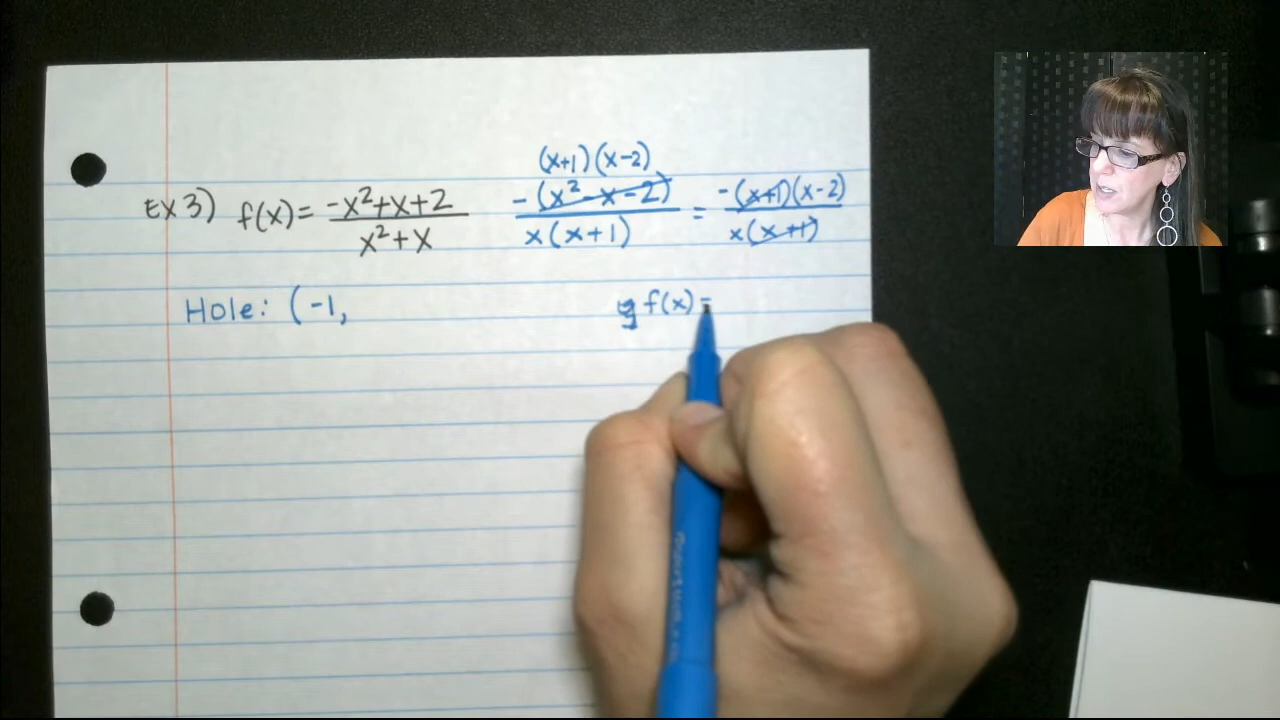 (x+1)(x-2)
Ex 3) f(x) = -x²+x+2 / x²+x    -(x²-x-2) / x(x+1) = -(x+1)(x-2) / x(x+1)
Hole: (-1,    f(x) =